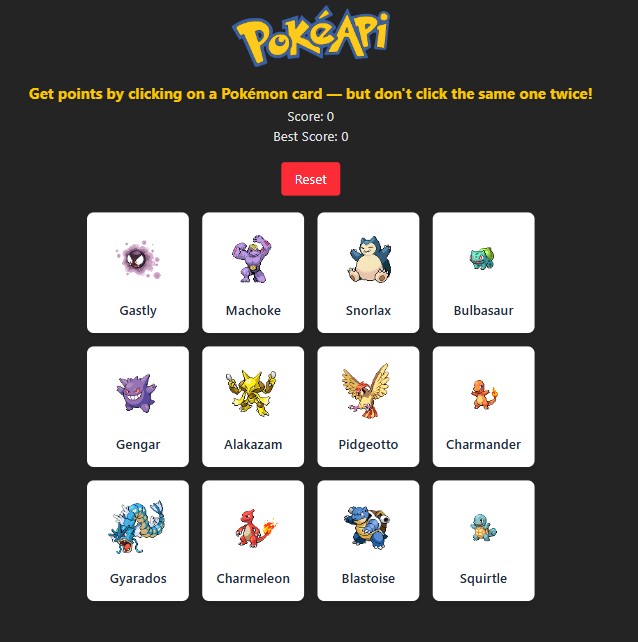 PokéAPi
Get points by clicking on a Pokémon card — but don't click the same one twice!
Score: 0
Best Score: 0
Reset
Gastly
Machoke
Snorlax
Bulbasaur
Gengar
Alakazam
Pidgeotto
Charmander
Gyarados
Charmeleon
Blastoise
Squirtle